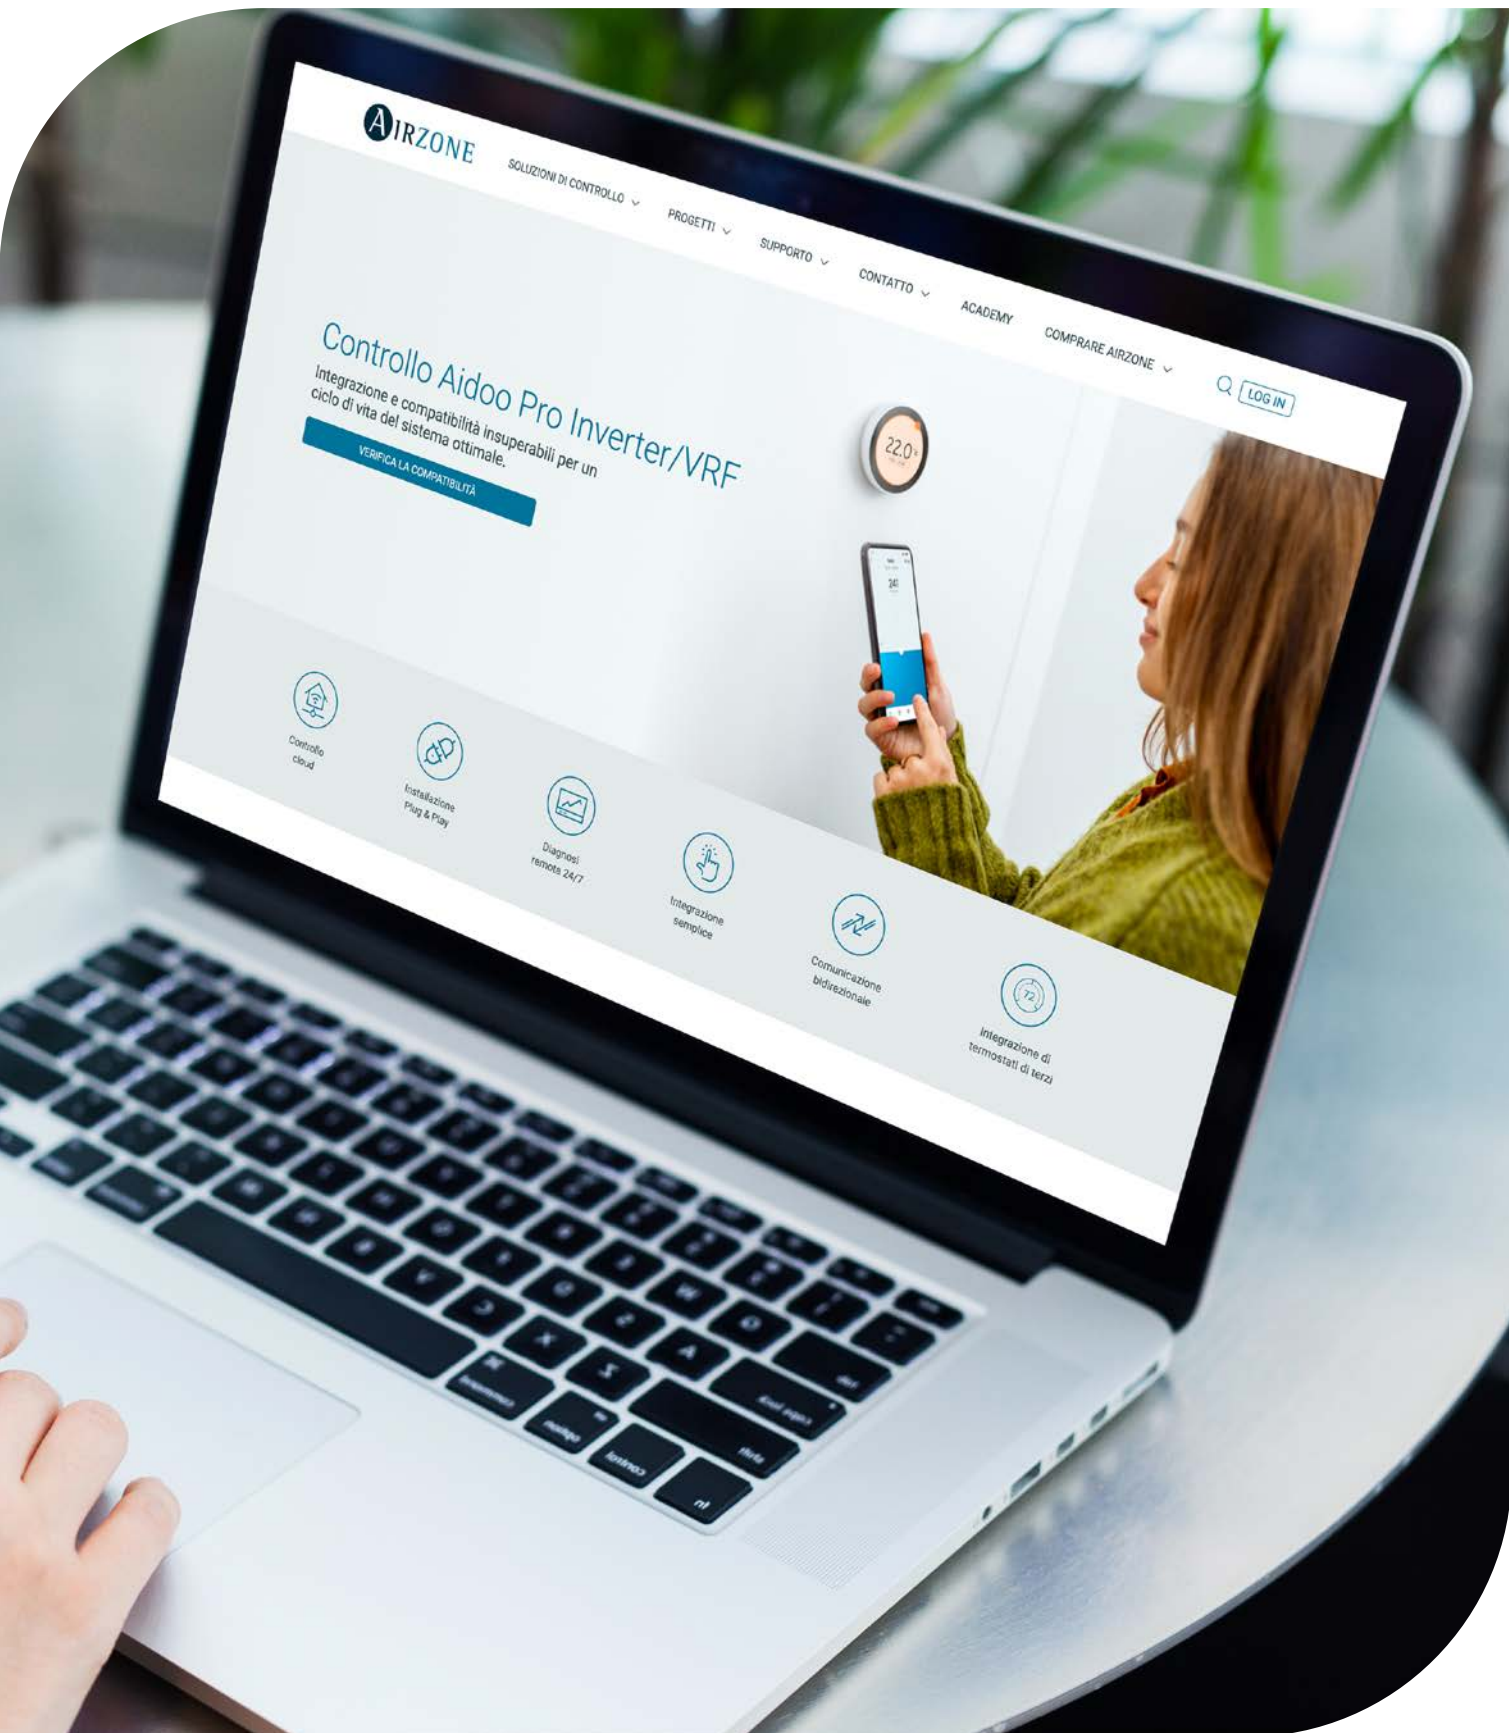 AIRZONE
SOLUZIONI DI CONTROLLO
PROGETTI
SUPPORTO
CONTATTO
ACADEMY
COMPRARE AIRZONE
LOG IN
Controllo Aidoo Pro Inverter/VRF
Integrazione e compatibilità insuperabili per un
ciclo di vita del sistema ottimale.
VERIFICA LA COMPATIBILITÀ
22.0
Controllo
cloud
Installazione
Plug & Play
Diagnosi
remota 24/7
Integrazione
semplice
Comunicazione
bidirezionale
72
Integrazione di
termostati di terzi